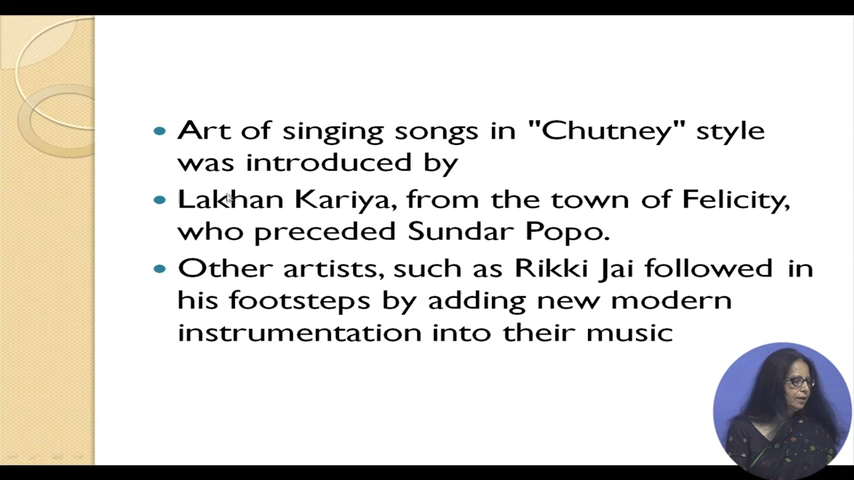 Art of singing songs in "Chutney" style
was introduced by
Lakhan Kariya, from the town of Felicity,
who preceded Sundar Popo.
Other artists, such as Rikki Jai followed in
his footsteps by adding new modern
instrumentation into their music